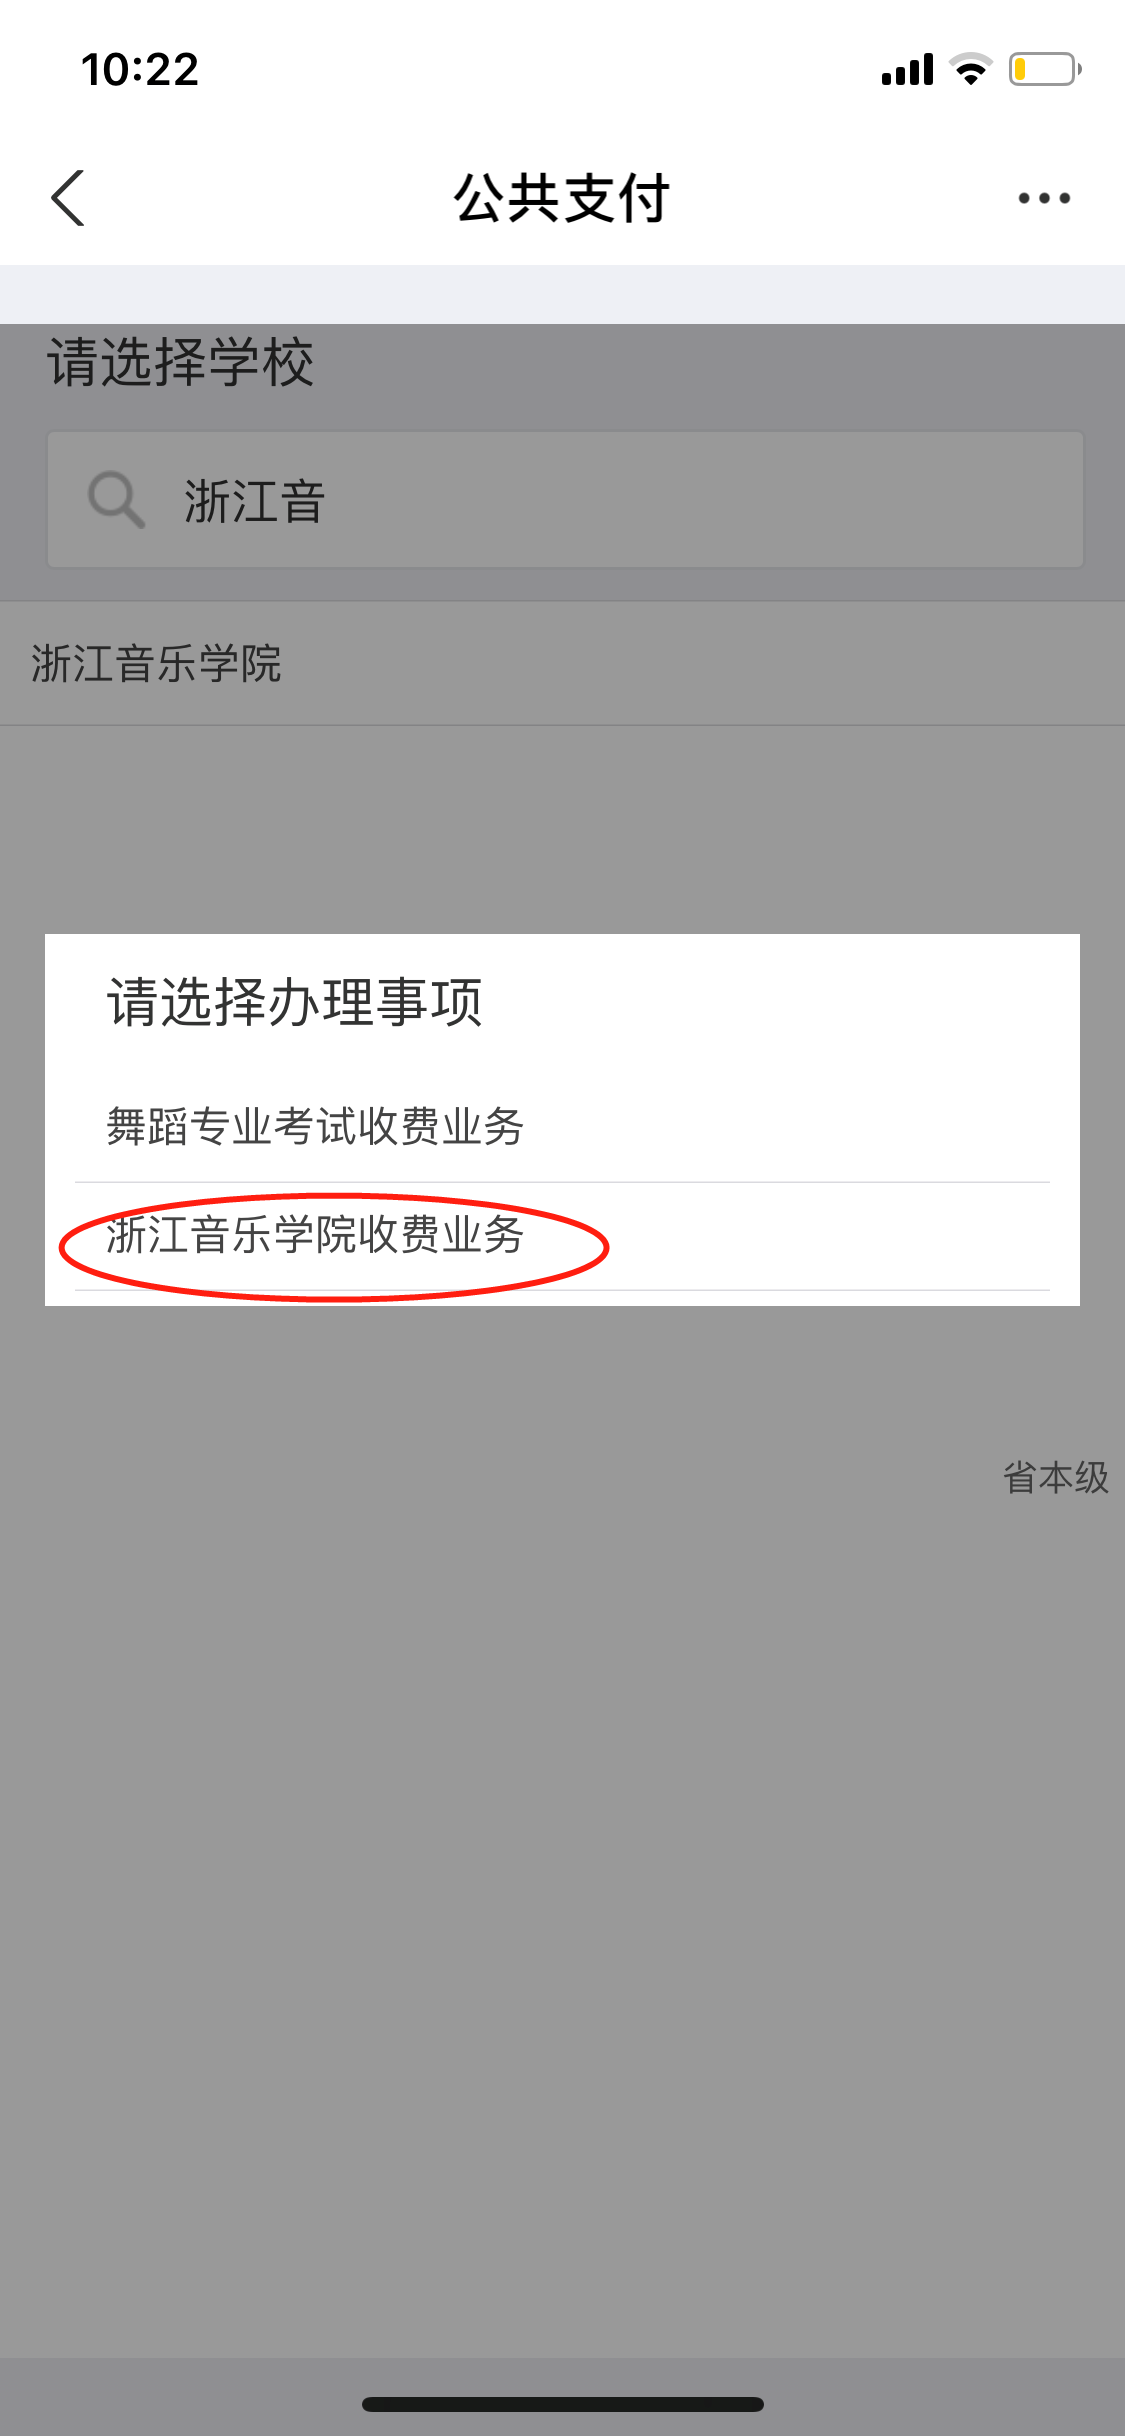 10:22
公共支付
请选择学校
浙江音
浙江音乐学院
请选择办理事项
舞蹈专业考试收费业务
浙江音乐学院收费业务
省本级